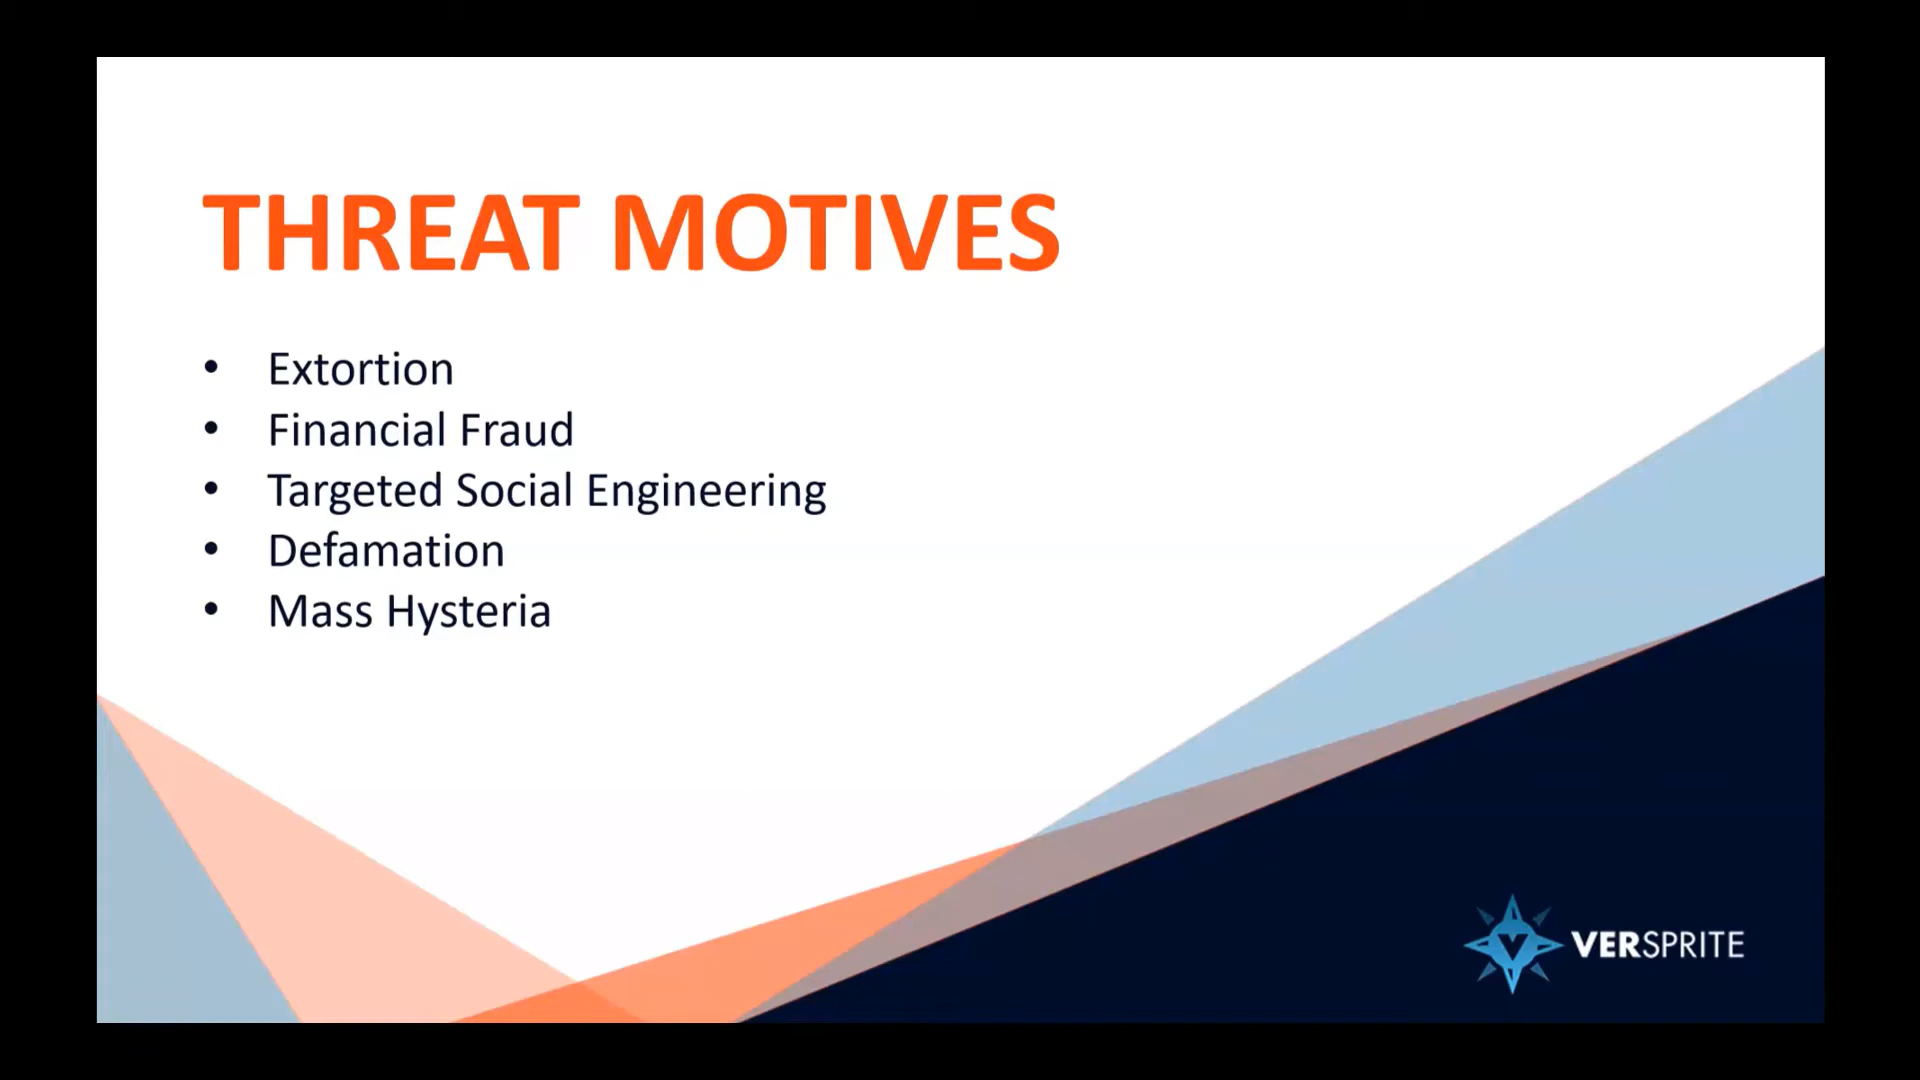 THREAT MOTIVES
• Extortion
• Financial Fraud
• Targeted Social Engineering
• Defamation
• Mass Hysteria
VERSPRITE